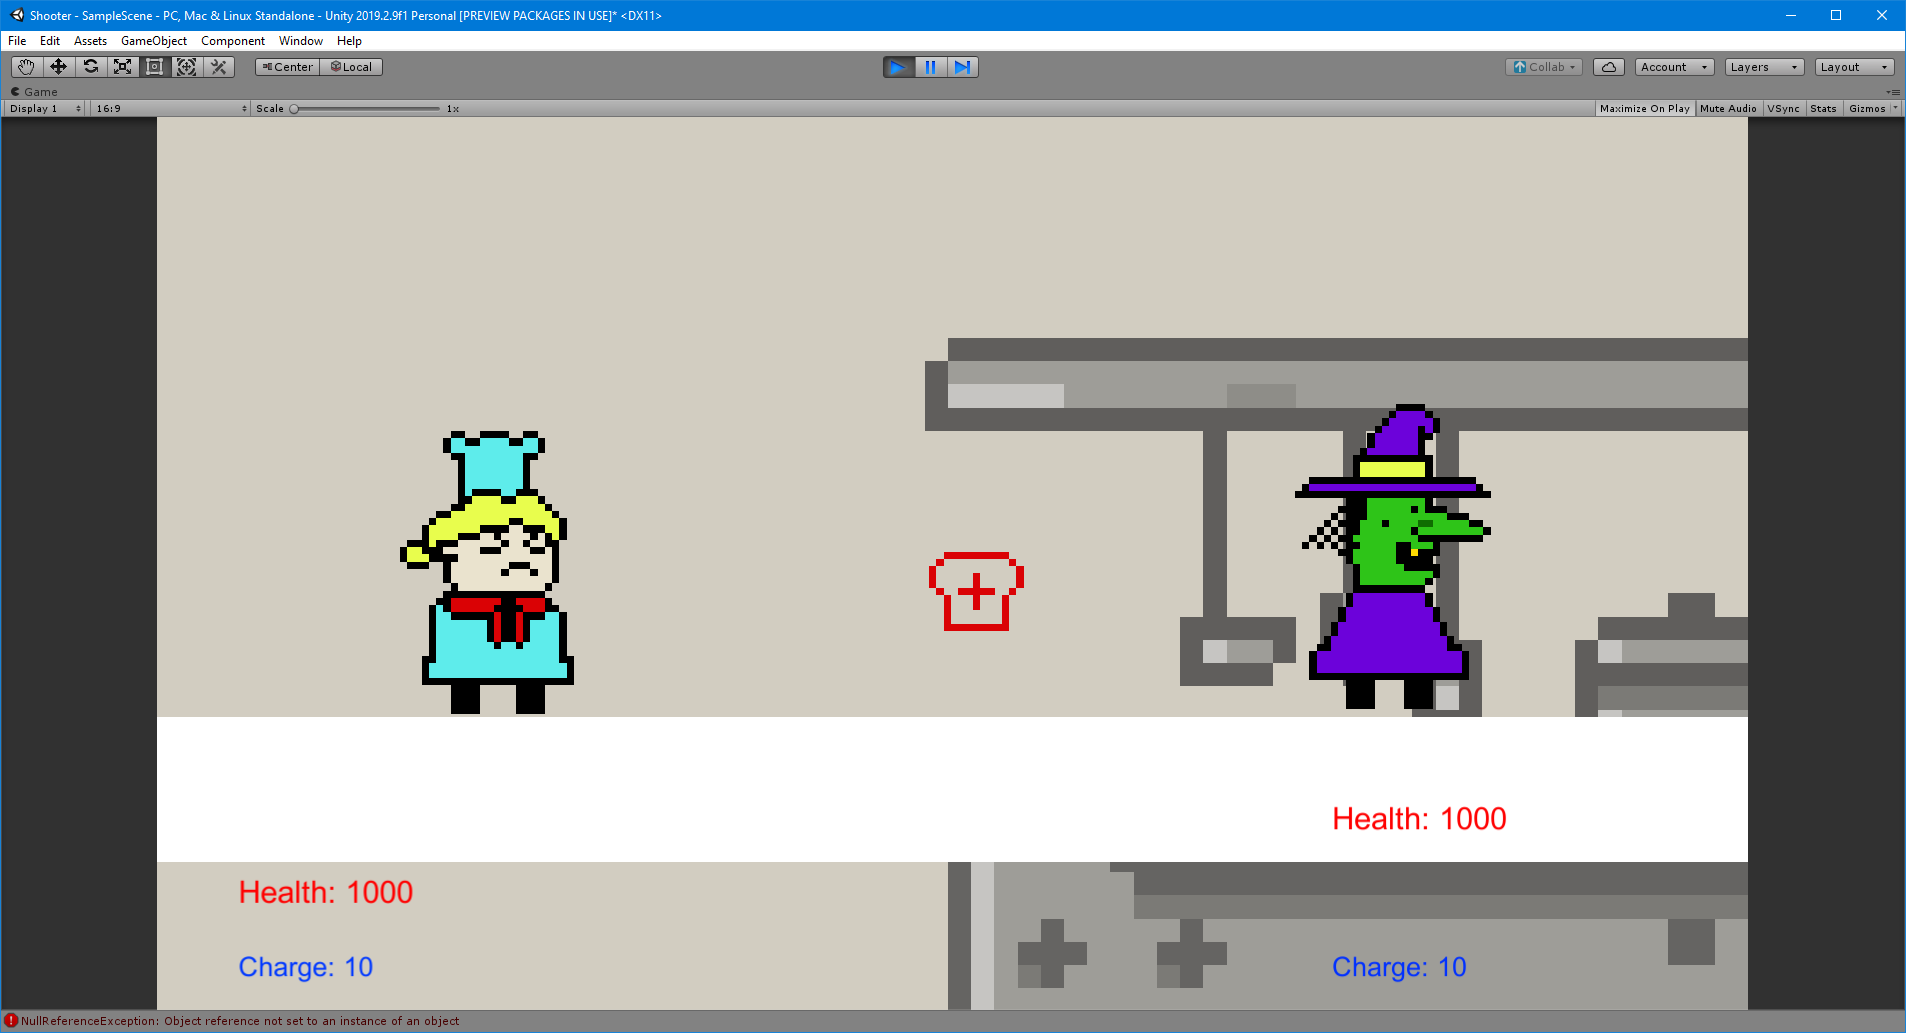 Shooter - SampleScene - PC, Mac & Linux Standalone - Unity 2019.2.9f1 Personal [PREVIEW PACKAGES IN USE]* <DX11>
File Edit Assets GameObject Component Window Help
Center Local Collab Account Layers Layout
Game
Display 1 16:9 Scale 1x Maximize On Play Mute Audio VSync Stats Gizmos
Health: 1000
Health: 1000
Charge: 10 Charge: 10
NullReferenceException: Object reference not set to an instance of an object